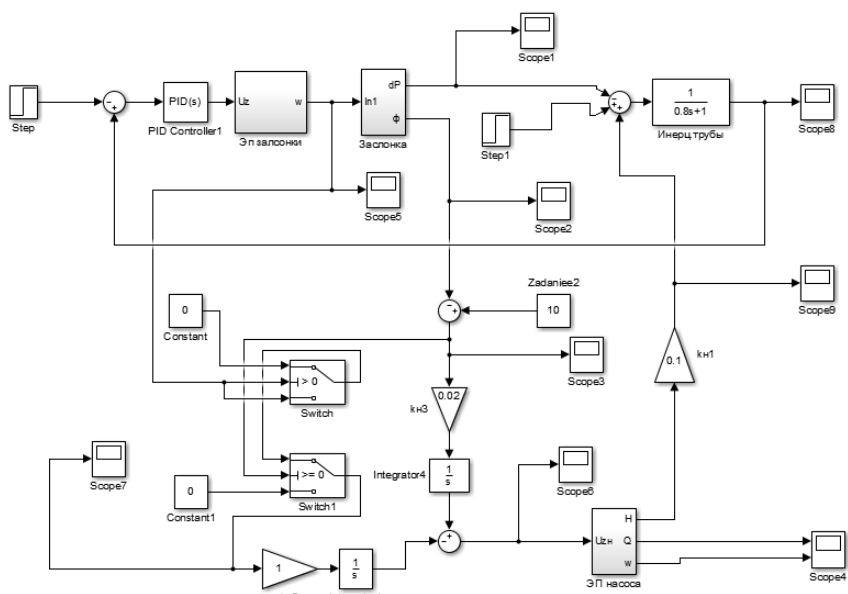 Scope1
Step
PID(s)
PID Controller1
Uz
w
Эп залсонки
In1
dP
ф
Заслонка
Step1
1
0.8s+1
Инерц.трубы
Scope8
Scope5
Scope2
Zadaniee2
10
Scope9
0
Constant
> 0
Switch
Scope3
0.1
kн1
0.02
kн3
Scope7
0
Constant1
>= 0
Switch1
Integrator4
1
s
Scope6
1
1
s
Uzн
H
Q
w
ЭП насоса
Scope4